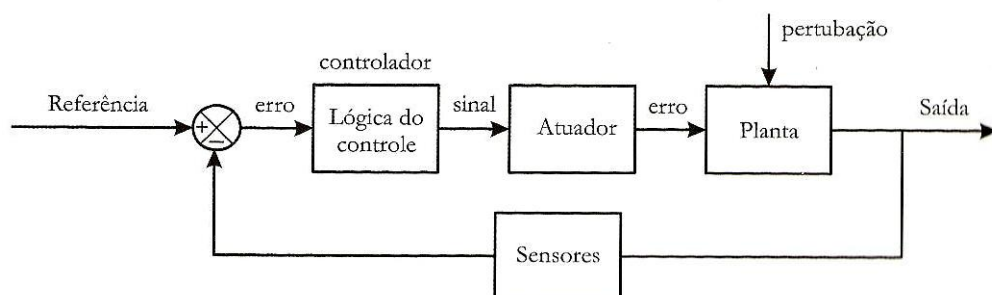 pertubação
controlador
Referência
erro
sinal
erro
Saída
+
Lógica do
controle
Atuador
Planta
−
Sensores